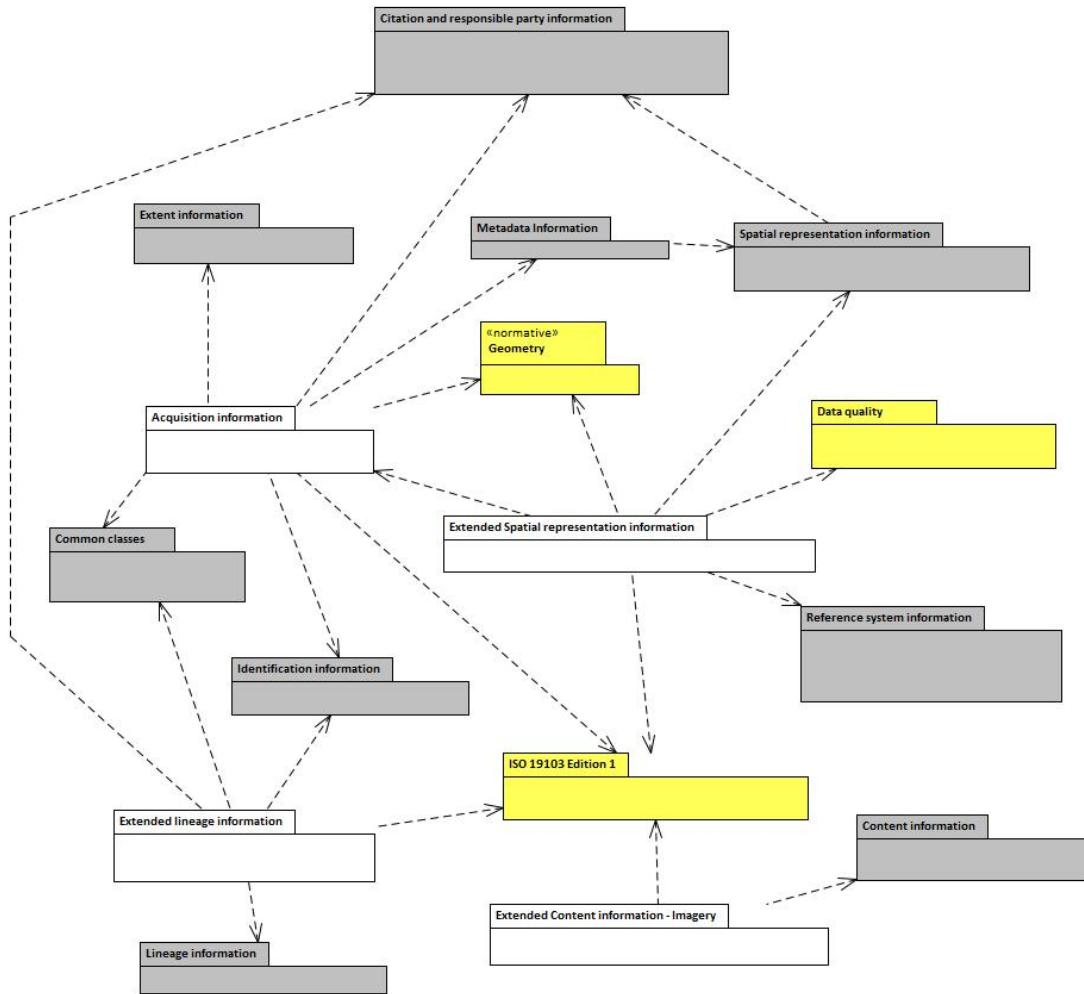 Citation and responsible party information
Extent information
Metadata Information
Spatial representation information
«normative»
Geometry
Acquisition information
Data quality
Extended Spatial representation information
Common classes
Reference system information
Identification information
ISO 19103 Edition 1
Extended lineage information
Content information
Extended Content information - Imagery
Lineage information